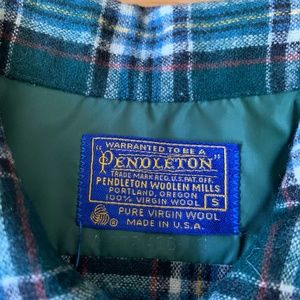 WARRANTED TO BE A
"PENDLETON"
TRADE MARK REG. U.S. PAT. OFF.
PENDLETON WOOLEN MILLS
PORTLAND, OREGON
100% VIRGIN WOOL S
PURE VIRGIN WOOL
MADE IN U.S.A.